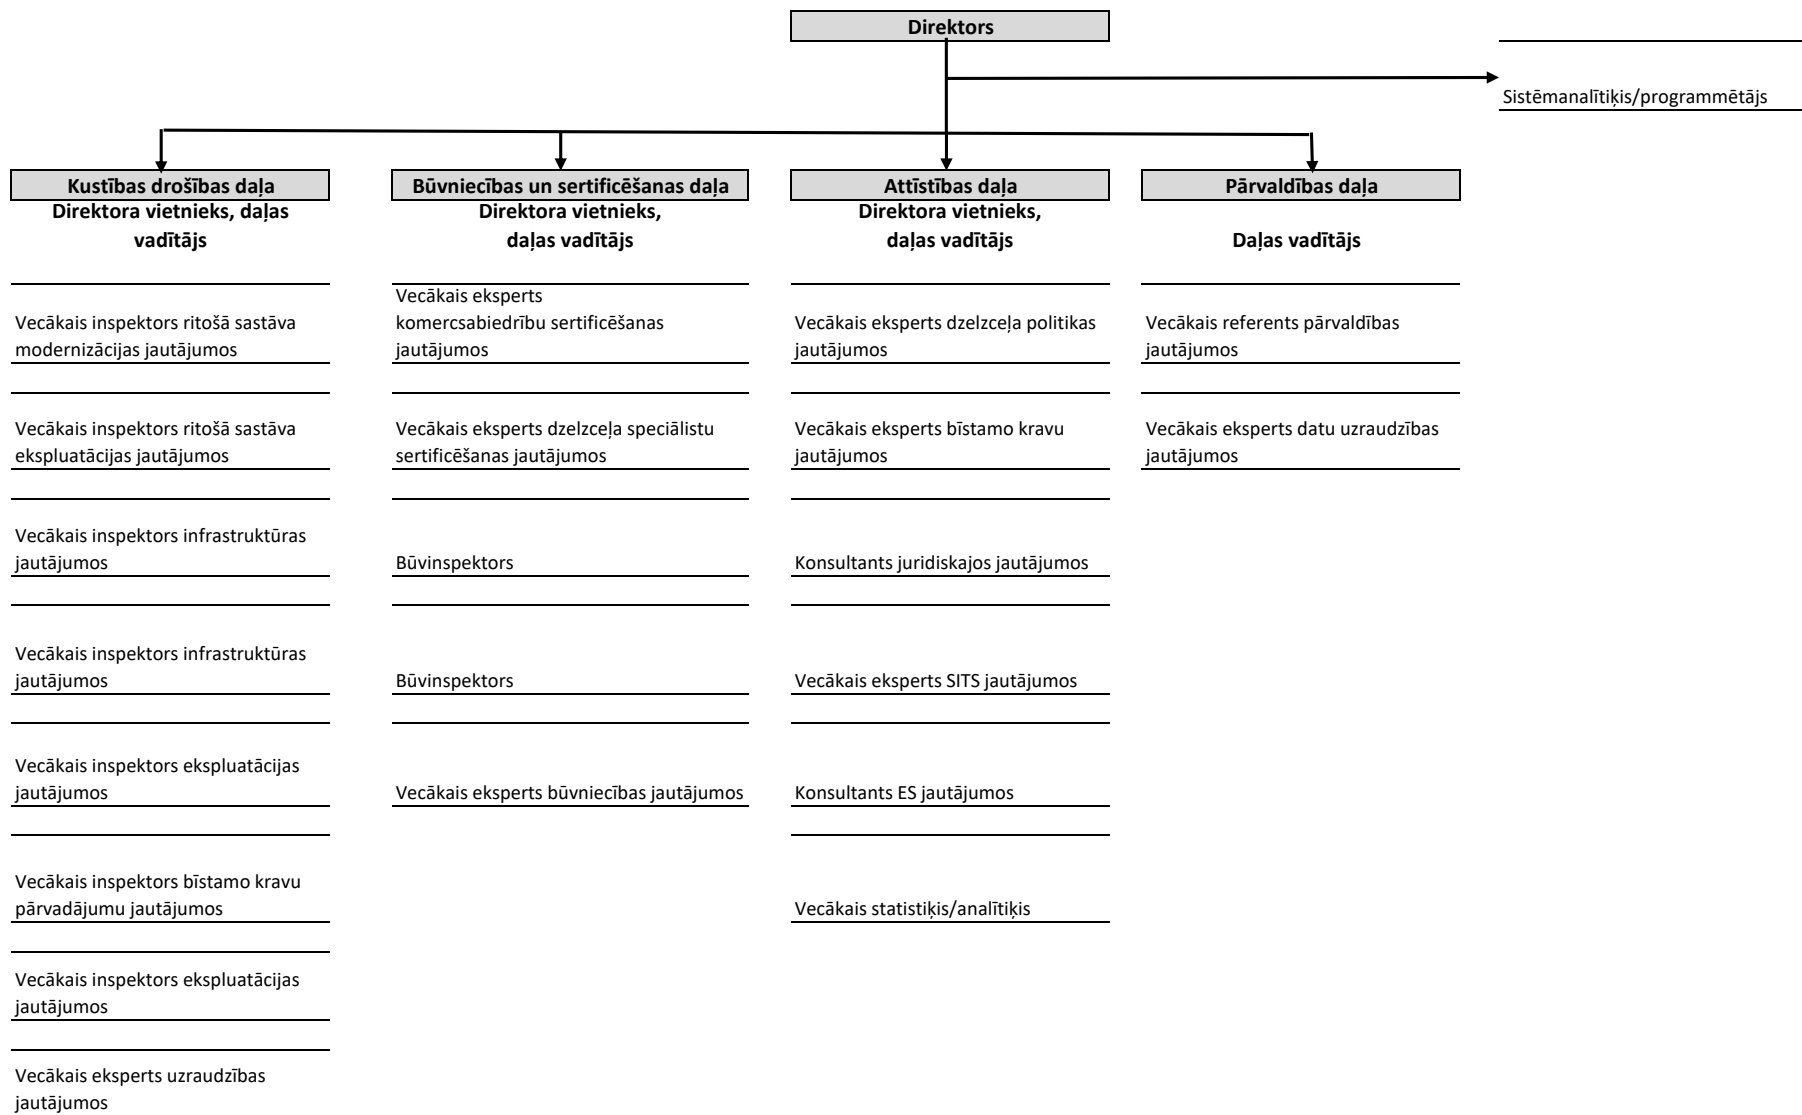 Direktors
Sistēmanalītiķis/programmētājs
Kustības drošības daļa
Direktora vietnieks, daļas
vadītājs
Vecākais inspektors ritošā sastāva
modernizācijas jautājumos
Vecākais inspektors ritošā sastāva
ekspluatācijas jautājumos
Vecākais inspektors infrastruktūras
jautājumos
Vecākais inspektors infrastruktūras
jautājumos
Vecākais inspektors ekspluatācijas
jautājumos
Vecākais inspektors bīstamo kravu
pārvadājumu jautājumos
Vecākais inspektors ekspluatācijas
jautājumos
Vecākais eksperts uzraudzības
jautājumos
Būvniecības un sertificēšanas daļa
Direktora vietnieks,
daļas vadītājs
Vecākais eksperts
komercsabiedrību sertificēšanas
jautājumos
Vecākais eksperts dzelzceļa speciālistu
sertificēšanas jautājumos
Būvinspektors
Būvinspektors
Vecākais eksperts būvniecības jautājumos
Attīstības daļa
Direktora vietnieks,
daļas vadītājs
Vecākais eksperts dzelzceļa politikas
jautājumos
Vecākais eksperts bīstamo kravu
jautājumos
Konsultants juridiskajos jautājumos
Vecākais eksperts SITS jautājumos
Konsultants ES jautājumos
Vecākais statistiķis/analītiķis
Pārvaldības daļa
Daļas vadītājs
Vecākais referents pārvaldības
jautājumos
Vecākais eksperts datu uzraudzības
jautājumos